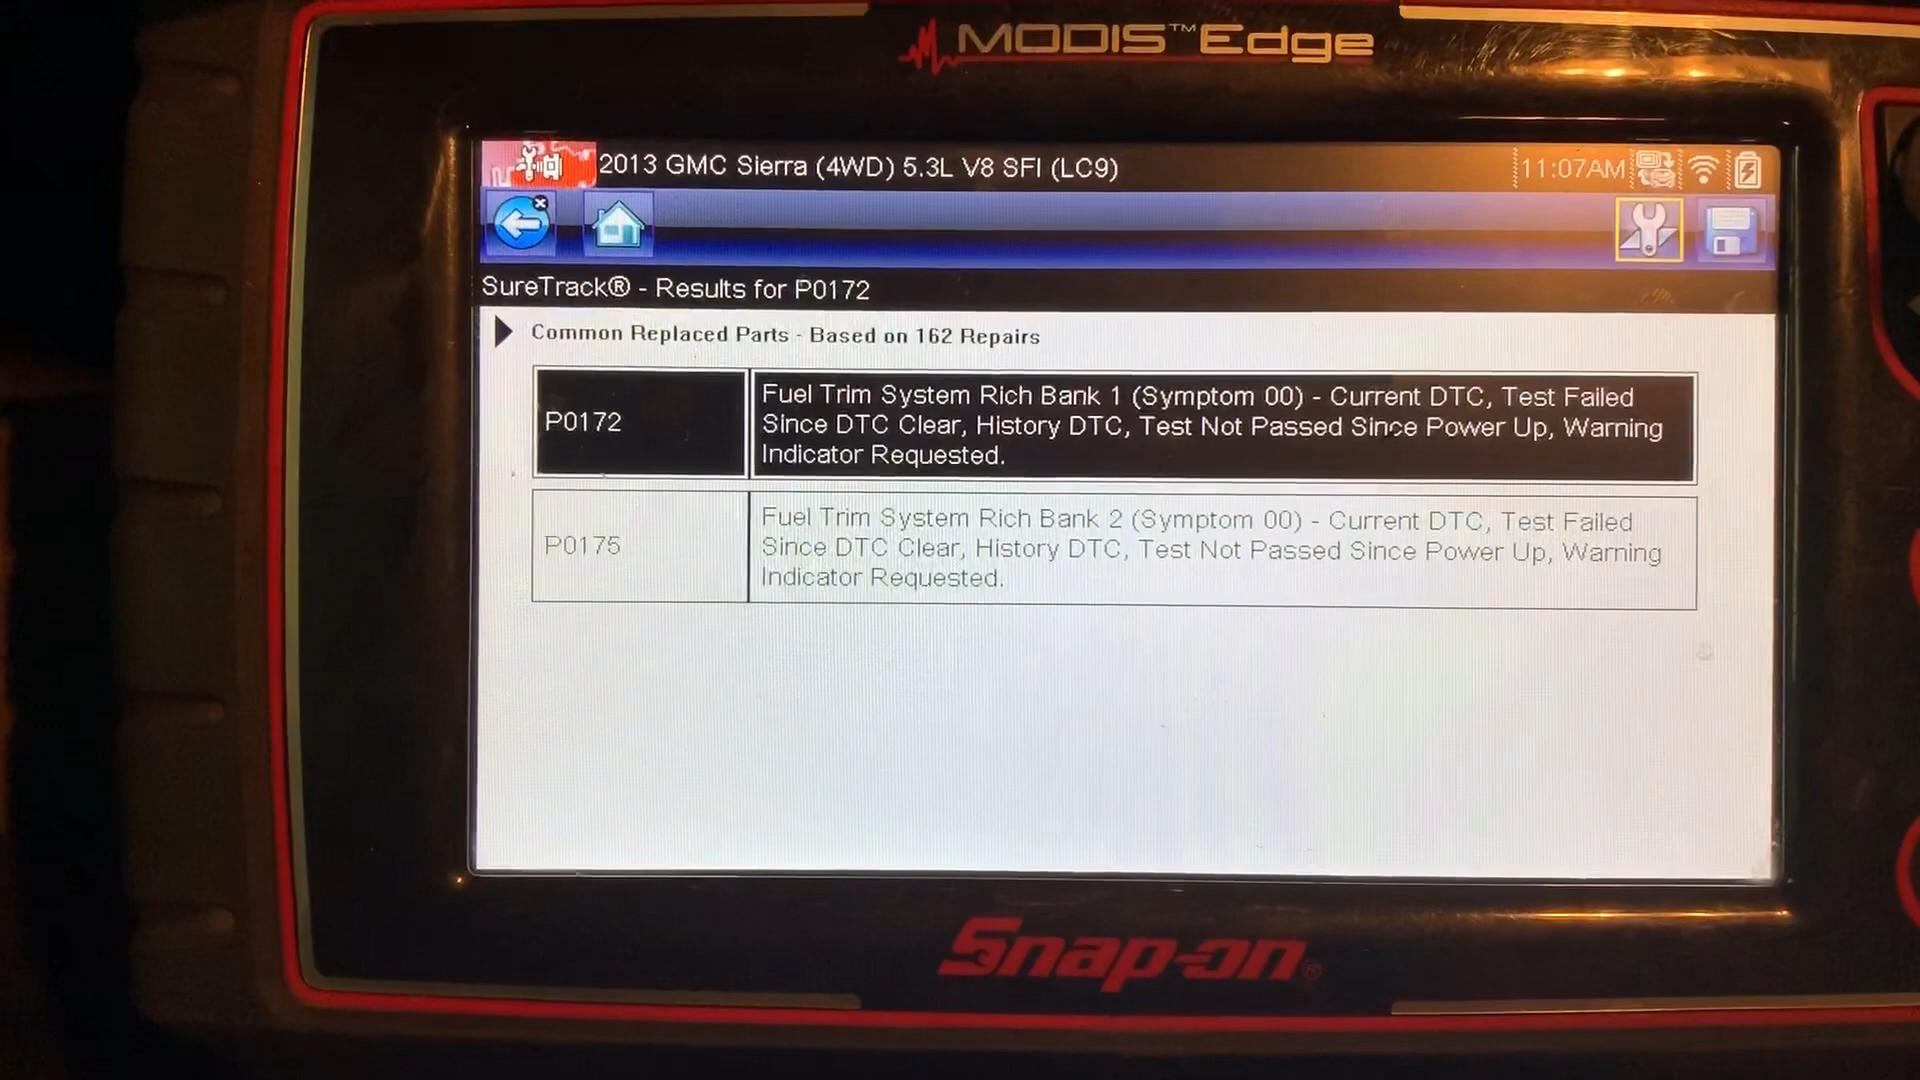 MODIS™Edge
2013 GMC Sierra (4WD) 5.3L V8 SFI (LC9)
11:07AM
SureTrack® - Results for P0172
Common Replaced Parts - Based on 162 Repairs
P0172
Fuel Trim System Rich Bank 1 (Symptom 00) - Current DTC, Test Failed
Since DTC Clear, History DTC, Test Not Passed Since Power Up, Warning
Indicator Requested.
P0175
Fuel Trim System Rich Bank 2 (Symptom 00) - Current DTC, Test Failed
Since DTC Clear, History DTC, Test Not Passed Since Power Up, Warning
Indicator Requested.
Snap-on®